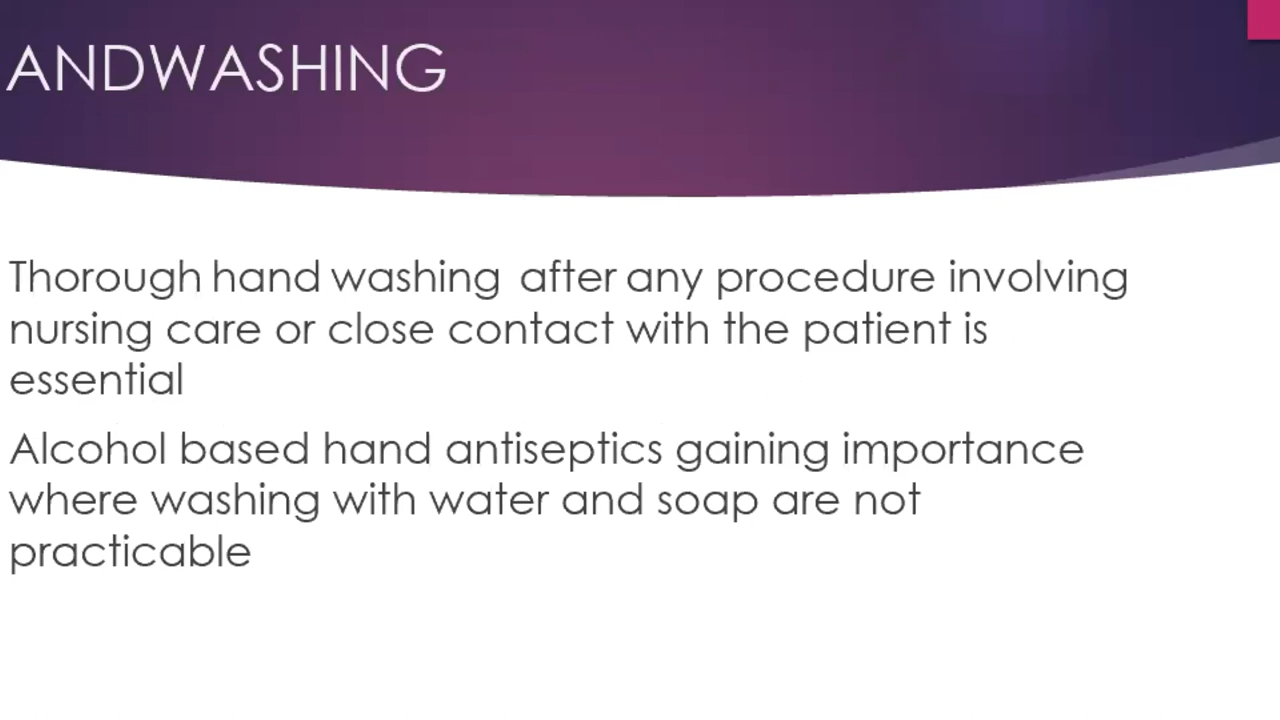 ANDWASHING
Thorough hand washing after any procedure involving
nursing care or close contact with the patient is
essential
Alcohol based hand antiseptics gaining importance
where washing with water and soap are not
practicable